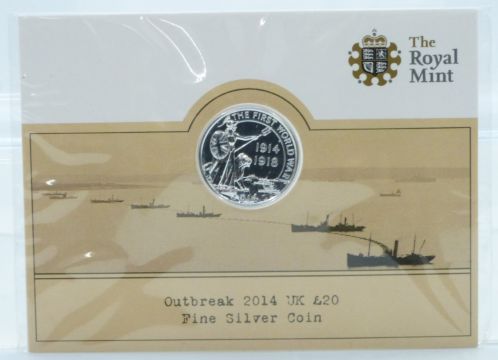 The
Royal
Mint
THE FIRST WORLD WAR
1914
1918
Outbreak 2014 UK £20
Fine Silver Coin